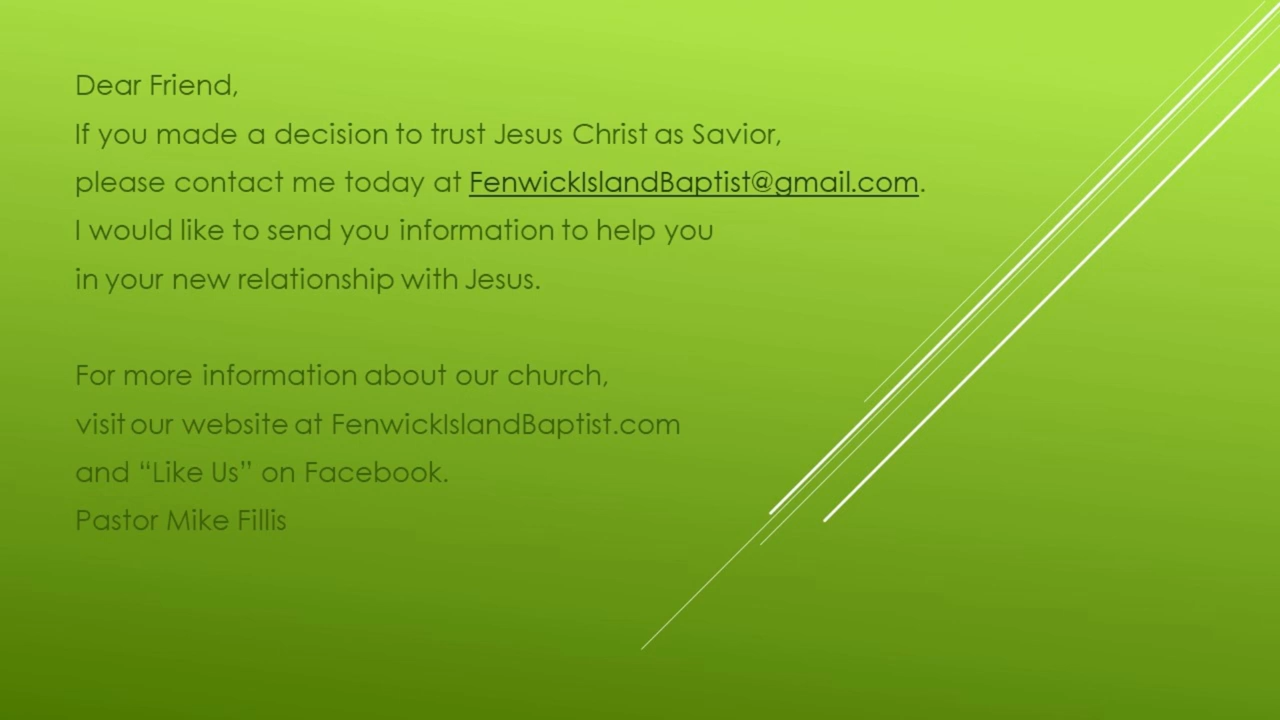 Dear Friend,
If you made a decision to trust Jesus Christ as Savior,
please contact me today at FenwickIslandBaptist@gmail.com.
I would like to send you information to help you
in your new relationship with Jesus.
For more information about our church,
visit our website at FenwickIslandBaptist.com
and “Like Us” on Facebook.
Pastor Mike Fillis